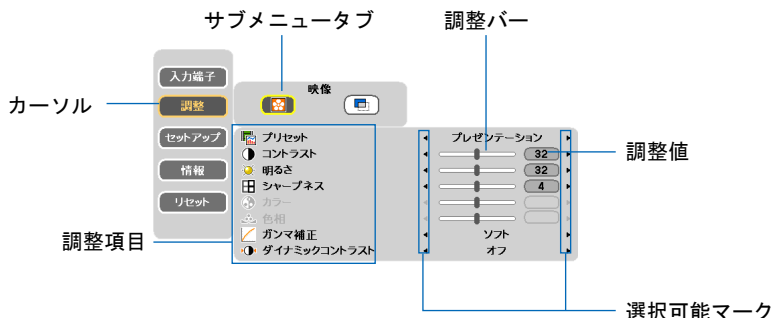 サブメニュータブ
調整バー
入力端子
映像
カーソル
調整
セットアップ
プリセット
プレゼンテーション
コントラスト
32
調整値
情報
明るさ
32
シャープネス
4
リセット
カラー
色相
調整項目
ガンマ補正
ソフト
ダイナミックコントラスト
オフ
選択可能マーク